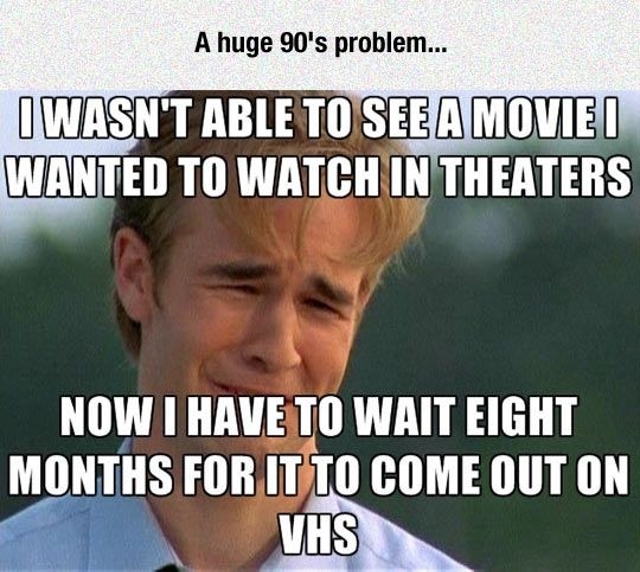 A huge 90's problem...
I WASN'T ABLE TO SEE A MOVIE I
WANTED TO WATCH IN THEATERS
NOW I HAVE TO WAIT EIGHT
MONTHS FOR IT TO COME OUT ON
VHS